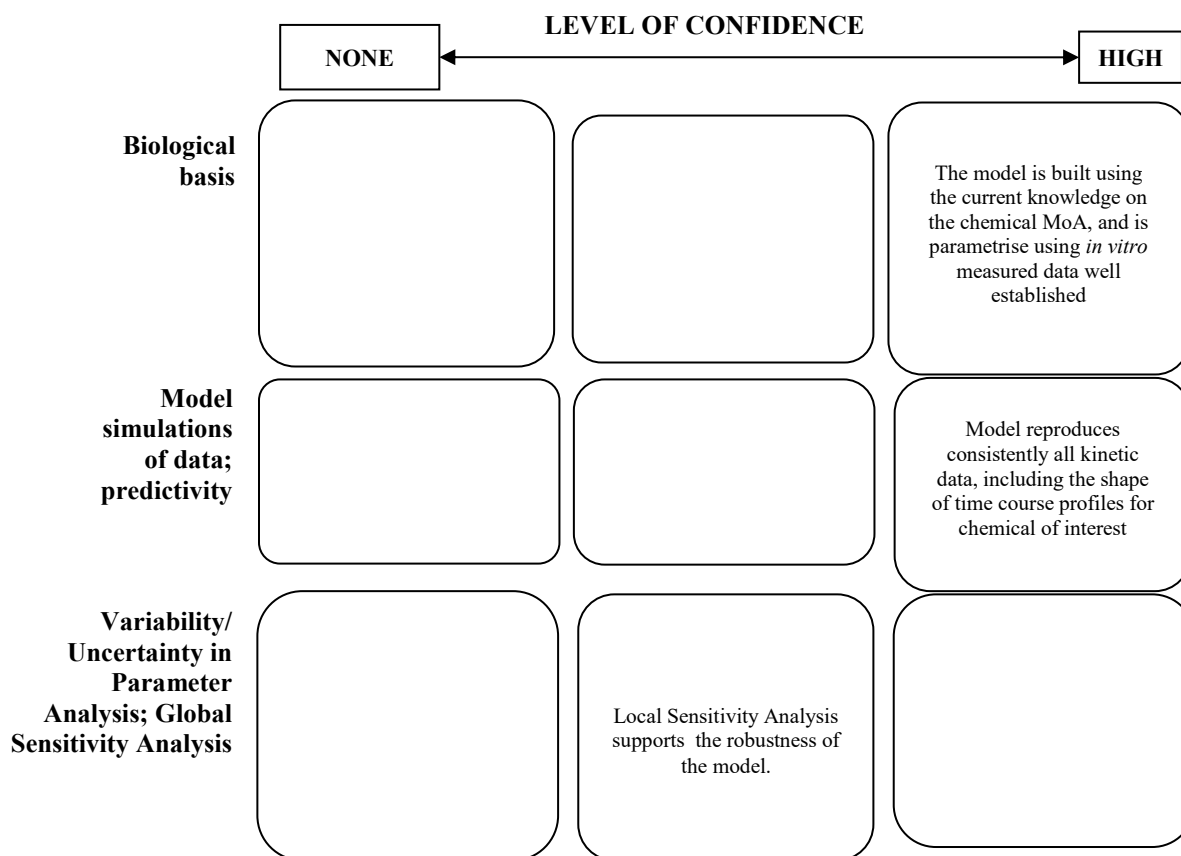 LEVEL OF CONFIDENCE
NONE
HIGH
Biological
basis
The model is built using
the current knowledge on
the chemical MoA, and is
parametrise using in vitro
measured data well
established
Model
simulations
of data;
predictivity
Model reproduces
consistently all kinetic
data, including the shape
of time course profiles for
chemical of interest
Variability/
Uncertainty in
Parameter
Analysis; Global
Sensitivity Analysis
Local Sensitivity Analysis
supports  the robustness of
the model.